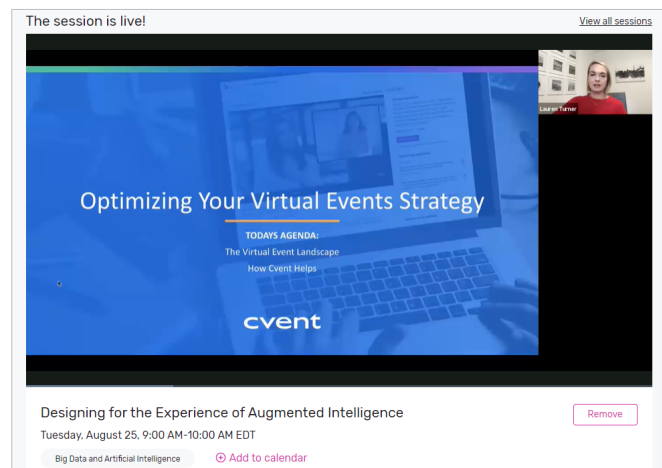 The session is live!
View all sessions
Lauren Turner
Optimizing Your Virtual Events Strategy
TODAYS AGENDA:
The Virtual Event Landscape
How Cvent Helps
cvent
Designing for the Experience of Augmented Intelligence
Remove
Tuesday, August 25, 9:00 AM-10:00 AM EDT
Big Data and Artificial Intelligence
Add to calendar